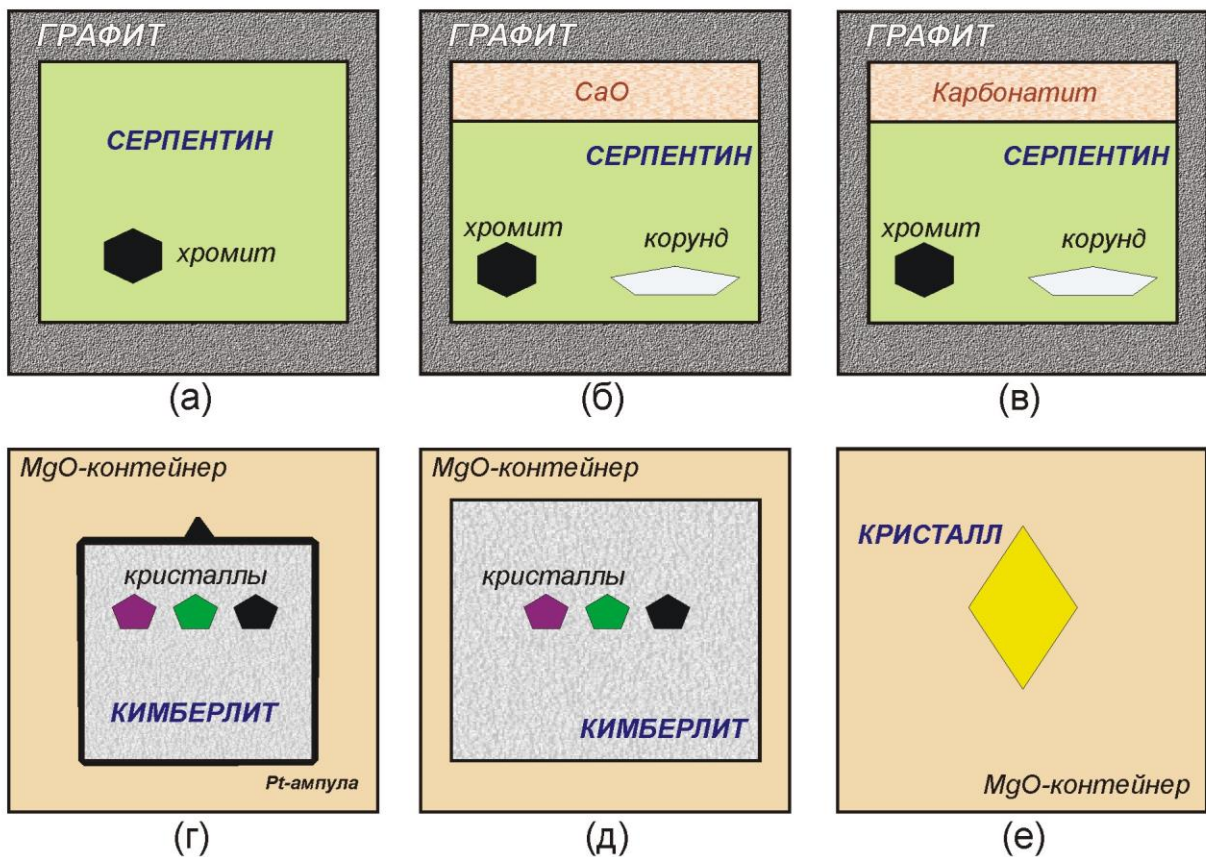 ГРАФИТ
СЕРПЕНТИН
хромит
(а)
ГРАФИТ
CaO
СЕРПЕНТИН
хромит
корунд
(б)
ГРАФИТ
Карбонатит
СЕРПЕНТИН
хромит
корунд
(в)
MgO-контейнер
кристаллы
КИМБЕРЛИТ
Pt-ампула
(г)
MgO-контейнер
кристаллы
КИМБЕРЛИТ
(д)
КРИСТАЛЛ
MgO-контейнер
(е)